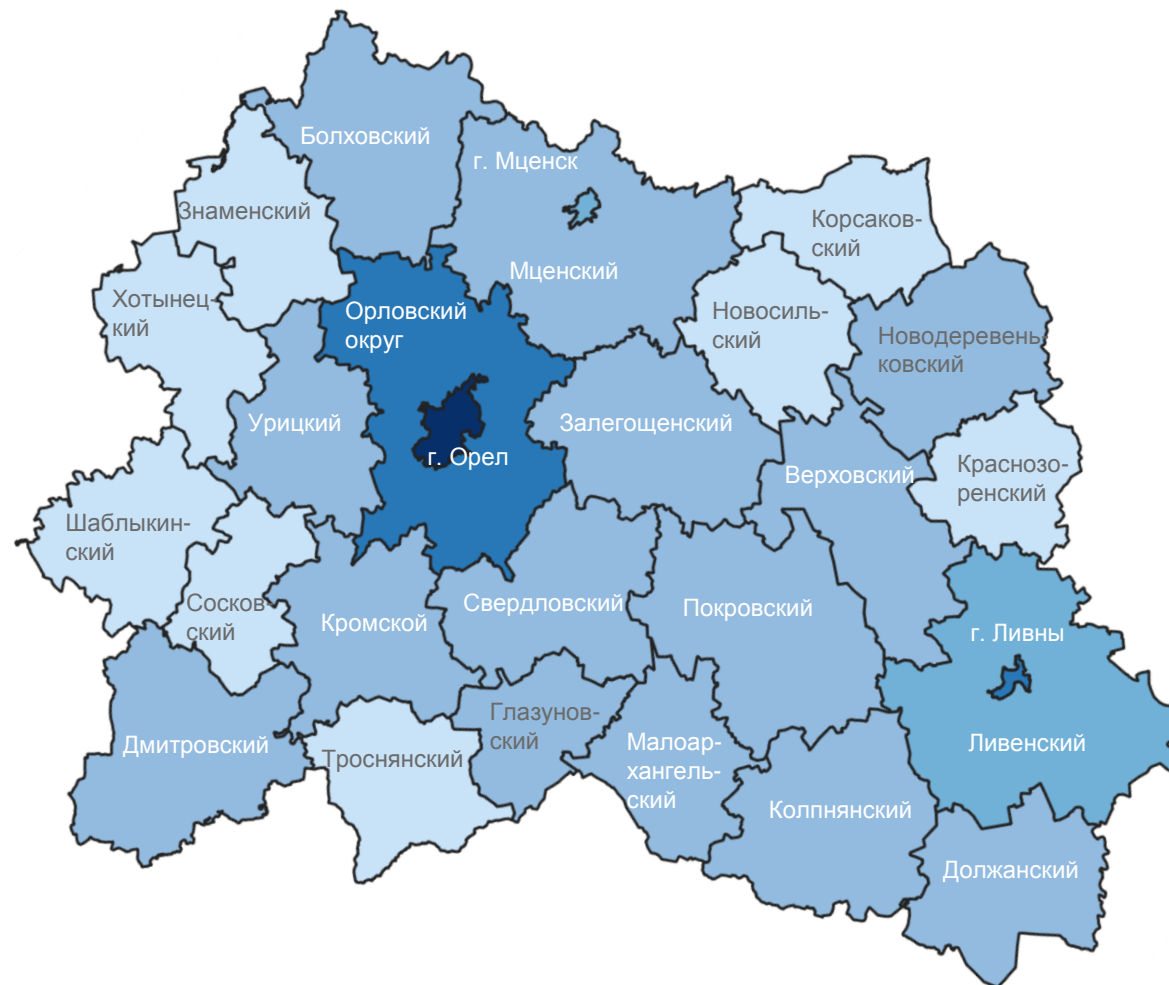 Болховский
г. Мценск
Знаменский
Корсаков-
ский
Мценский
Хотынец-
кий
Орловский
округ
Новосиль-
ский
Новодеревень-
ковский
Урицкий
Залегощенский
г. Орел
Верховский
Краснозо-
ренский
Шаблыкин-
ский
Сосков-
ский
Кромской
Свердловский
Покровский
г. Ливны
Дмитровский
Троснянский
Глазунов-
ский
Малоар-
хангель-
ский
Ливенский
Колпнянский
Должанский